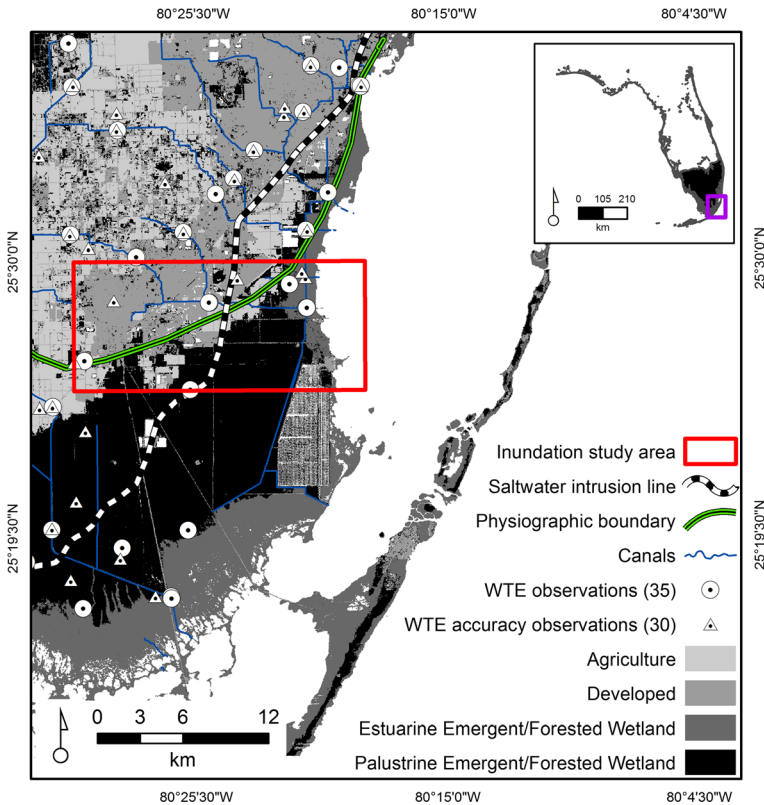 80°25'30"W 80°15'0"W 80°4'30"W
0 105 210
km
25°30'0"N 25°30'0"N
Inundation study area
Saltwater intrusion line
Physiographic boundary
25°19'30"N 25°19'30"N
Canals
WTE observations (35)
WTE accuracy observations (30)
Agriculture
Developed
Estuarine Emergent/Forested Wetland
Palustrine Emergent/Forested Wetland
0 3 6 12
km
80°25'30"W 80°15'0"W 80°4'30"W